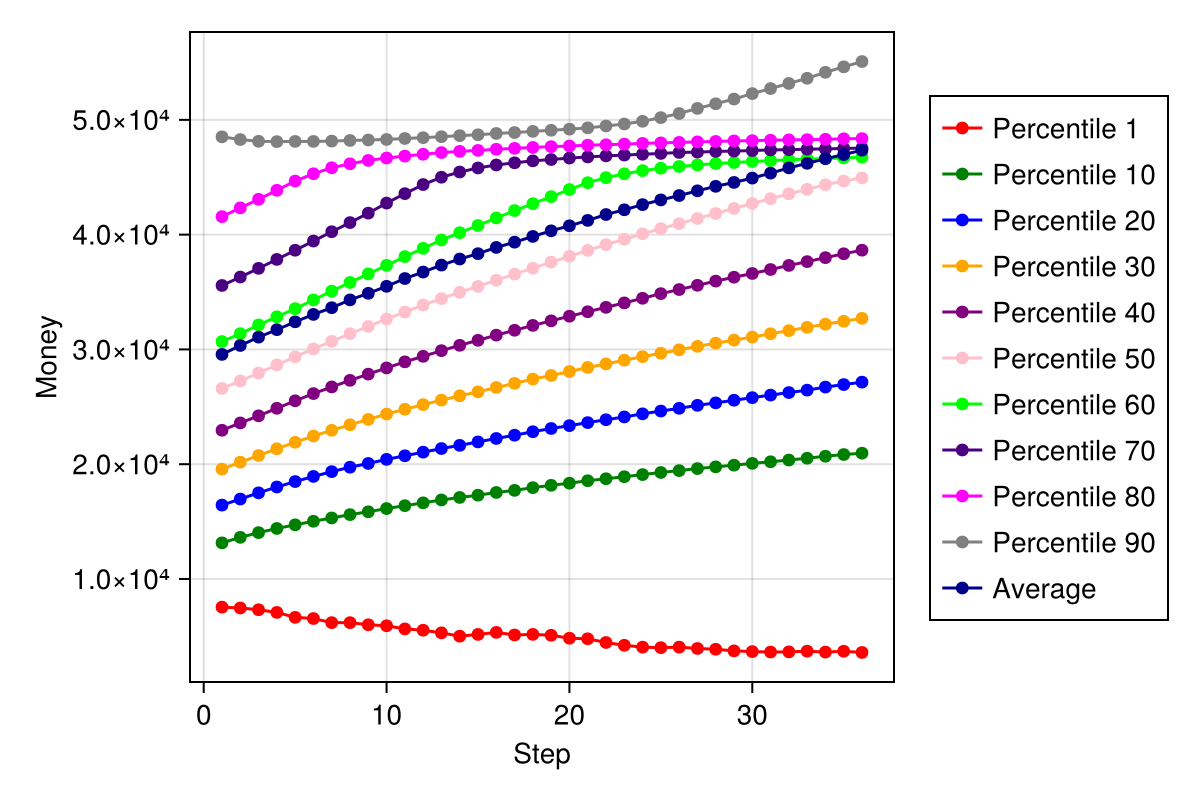 5.0×10⁴
4.0×10⁴
3.0×10⁴
2.0×10⁴
1.0×10⁴
Money
0 10 20 30
Step
Percentile 1
Percentile 10
Percentile 20
Percentile 30
Percentile 40
Percentile 50
Percentile 60
Percentile 70
Percentile 80
Percentile 90
Average